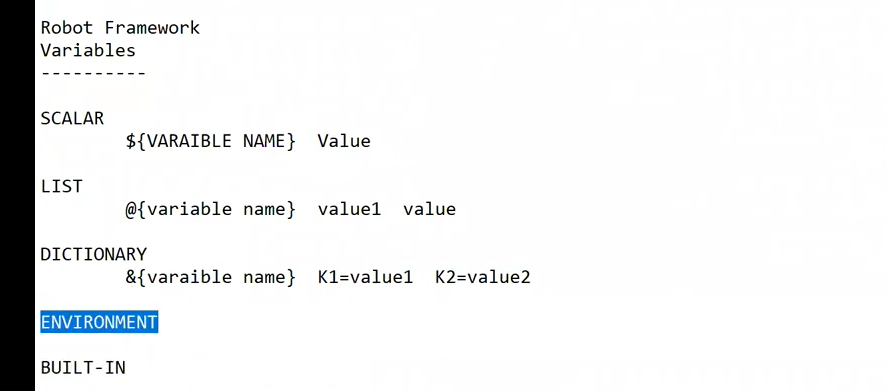 Robot Framework
Variables
----------
SCALAR
${VARAIBLE NAME}  Value
LIST
@{variable name}  value1  value
DICTIONARY
&{varaible name}  K1=value1  K2=value2
ENVIRONMENT
BUILT-IN